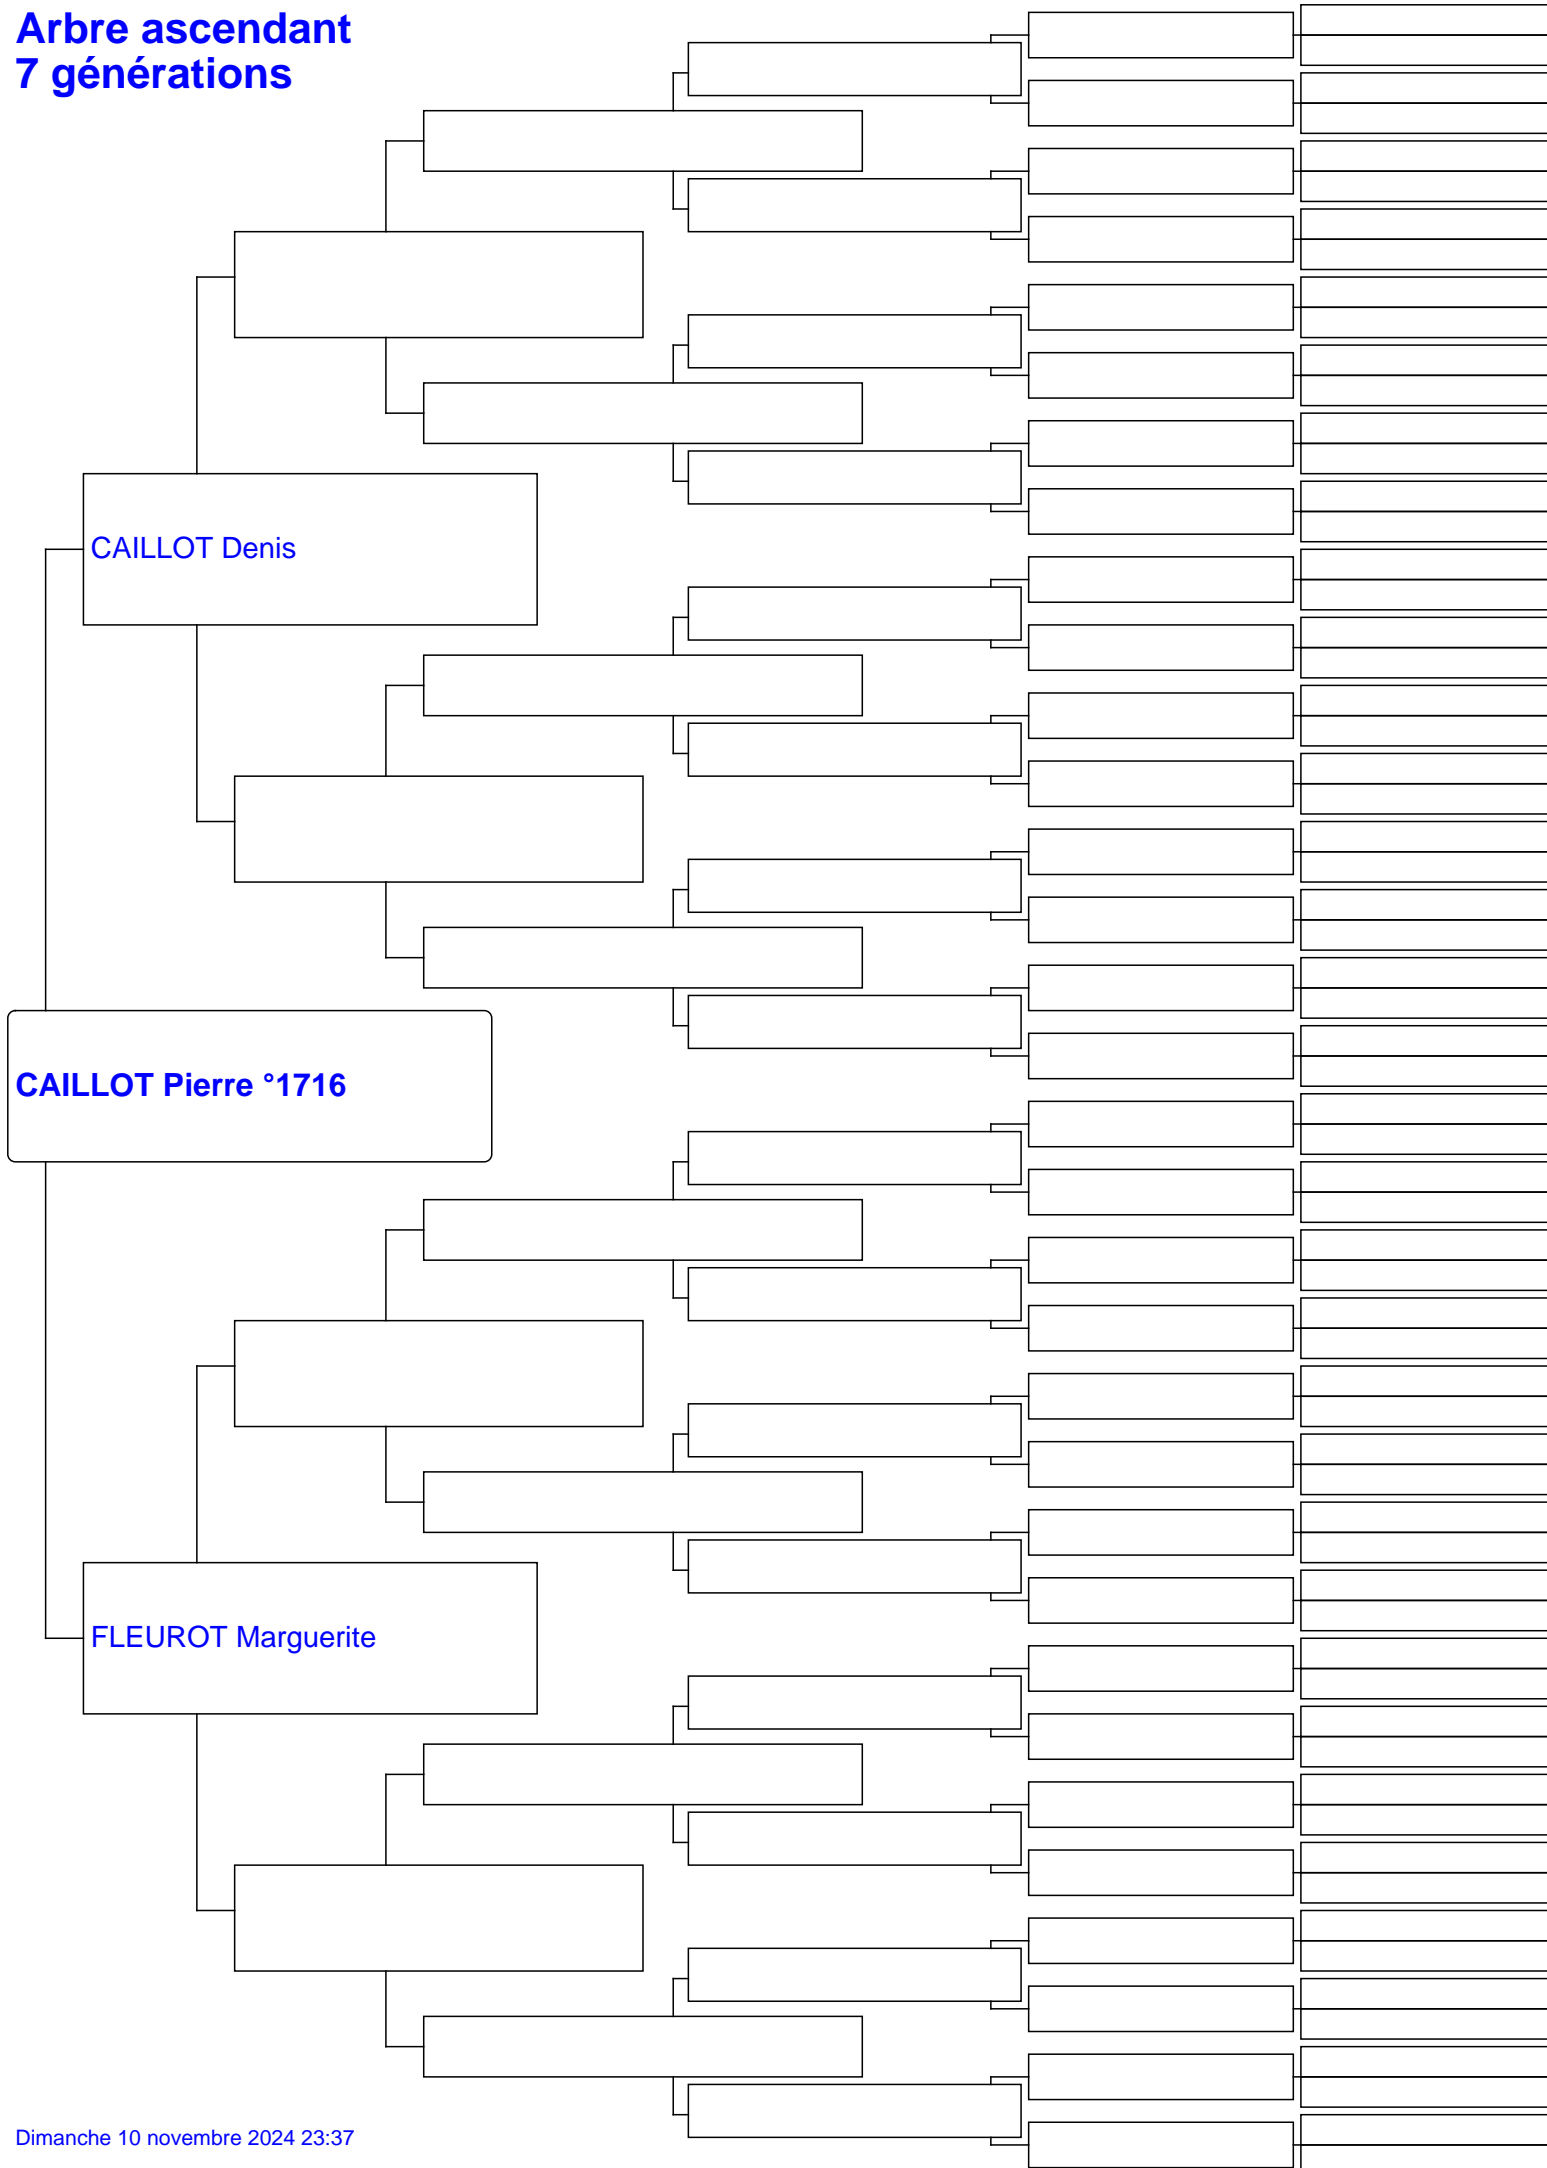 Arbre ascendant
7 générations
CAILLOT Denis
CAILLOT Pierre °1716
FLEUROT Marguerite
Dimanche 10 novembre 2024 23:37